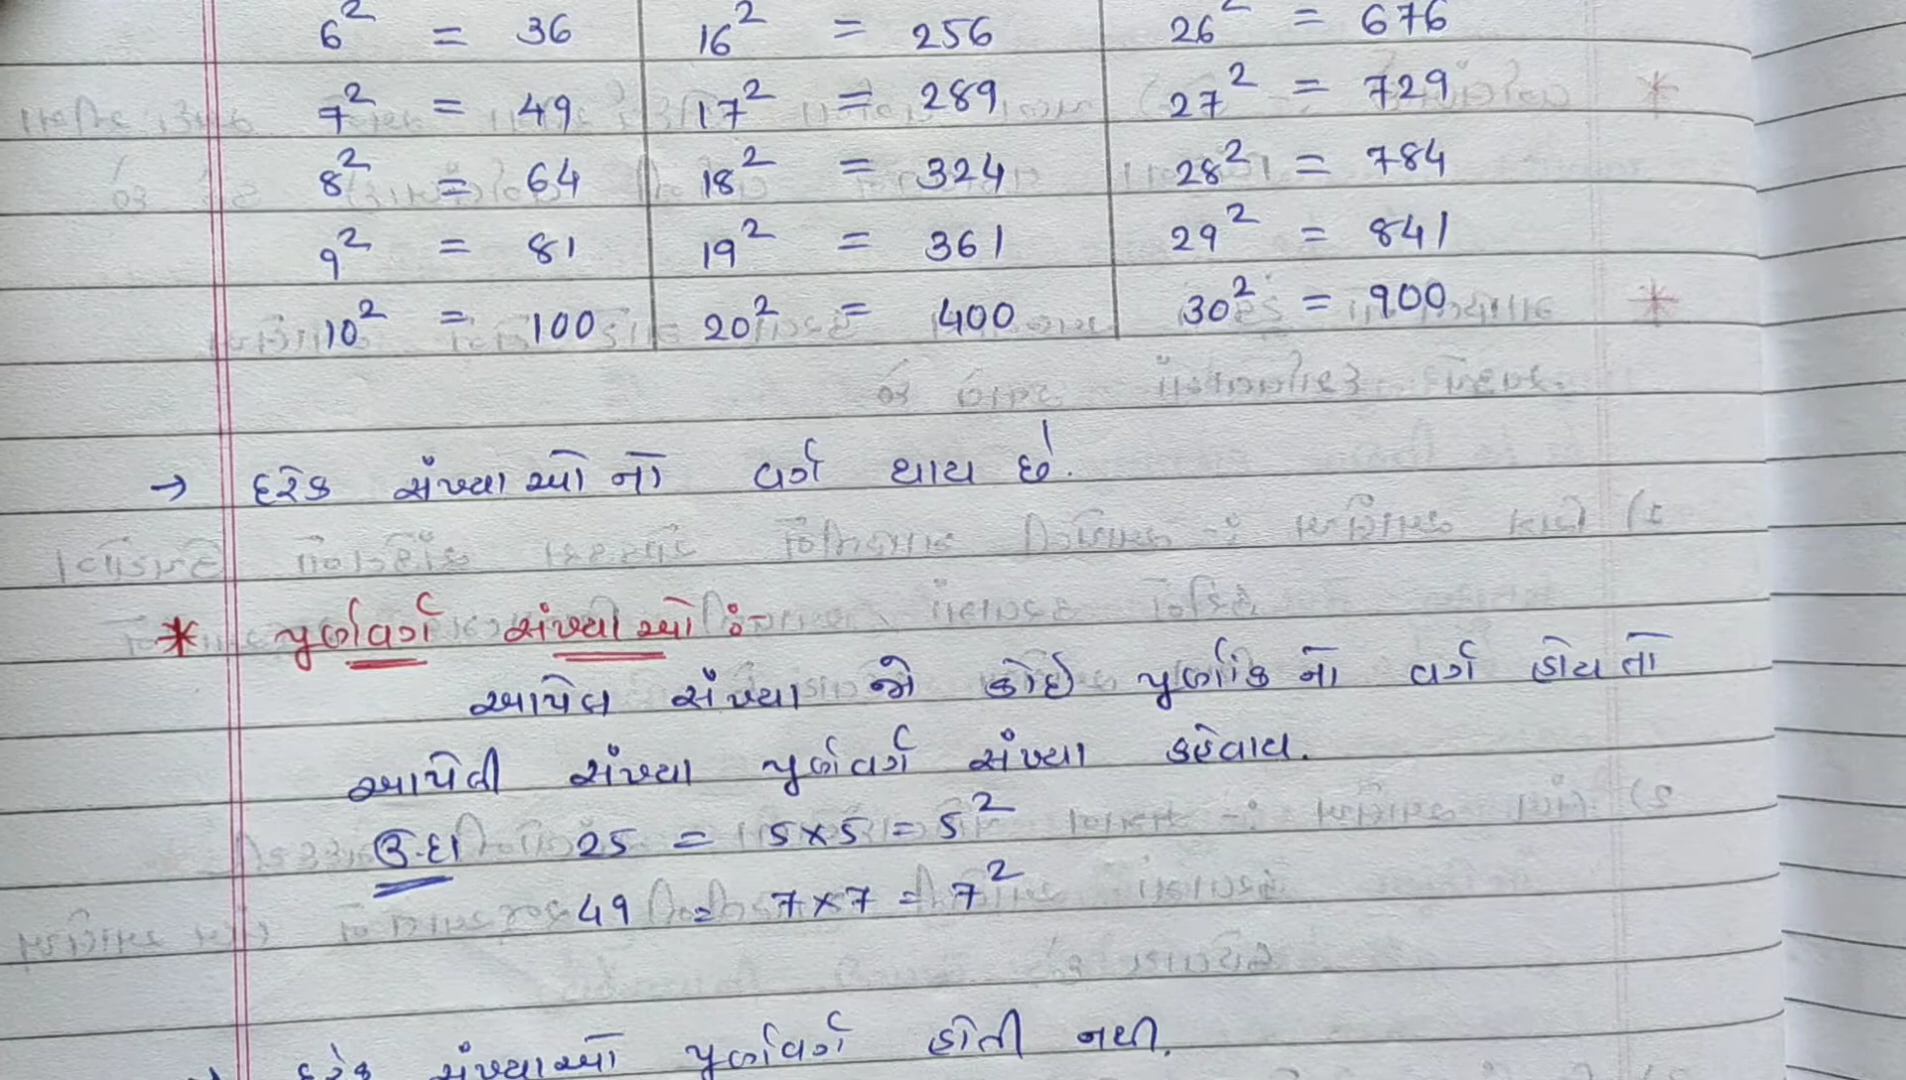 6² = 36 16² = 256 26² = 676
7² = 49 17² = 289 27² = 729
8² = 64 18² = 324 28² = 784
9² = 81 19² = 361 29² = 841
10² = 100 20² = 400 30² = 900
→ દરેક સંખ્યાઓનો વર્ગ થાય છે.
* પૂર્ણવર્ગ સંખ્યાઓ :-
આપેલ સંખ્યા જો કોઈ પૂર્ણાંકનો વર્ગ હોય તો
આપેલી સંખ્યા પૂર્ણવર્ગ સંખ્યા કહેવાય.
ઉ.દા 25 = 5×5 = 5²
49 = 7×7 = 7²
→ દરેક સંખ્યાઓ પૂર્ણવર્ગ હોતી નથી.